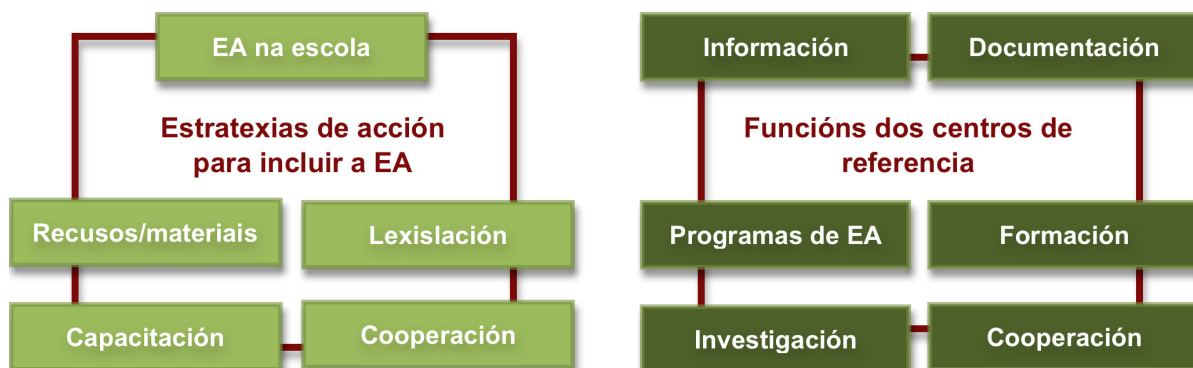 EA na escola
Estratexias de acción
para incluir a EA
Recusos/materiais
Lexislación
Capacitación
Cooperación
Información
Documentación
Funcións dos centros de
referencia
Programas de EA
Formación
Investigación
Cooperación